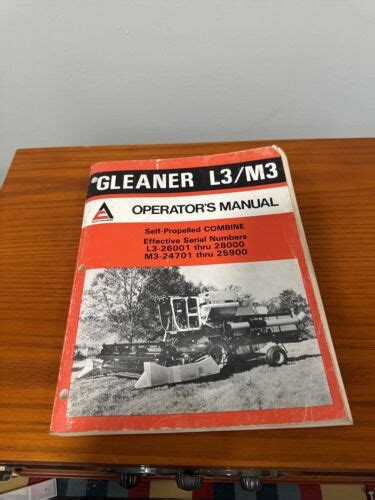 GLEANER L3/M3
OPERATOR'S MANUAL
Self-Propelled COMBINE
Effective Serial Numbers
L3-26001 thru 28000
M3-24701 thru 25900